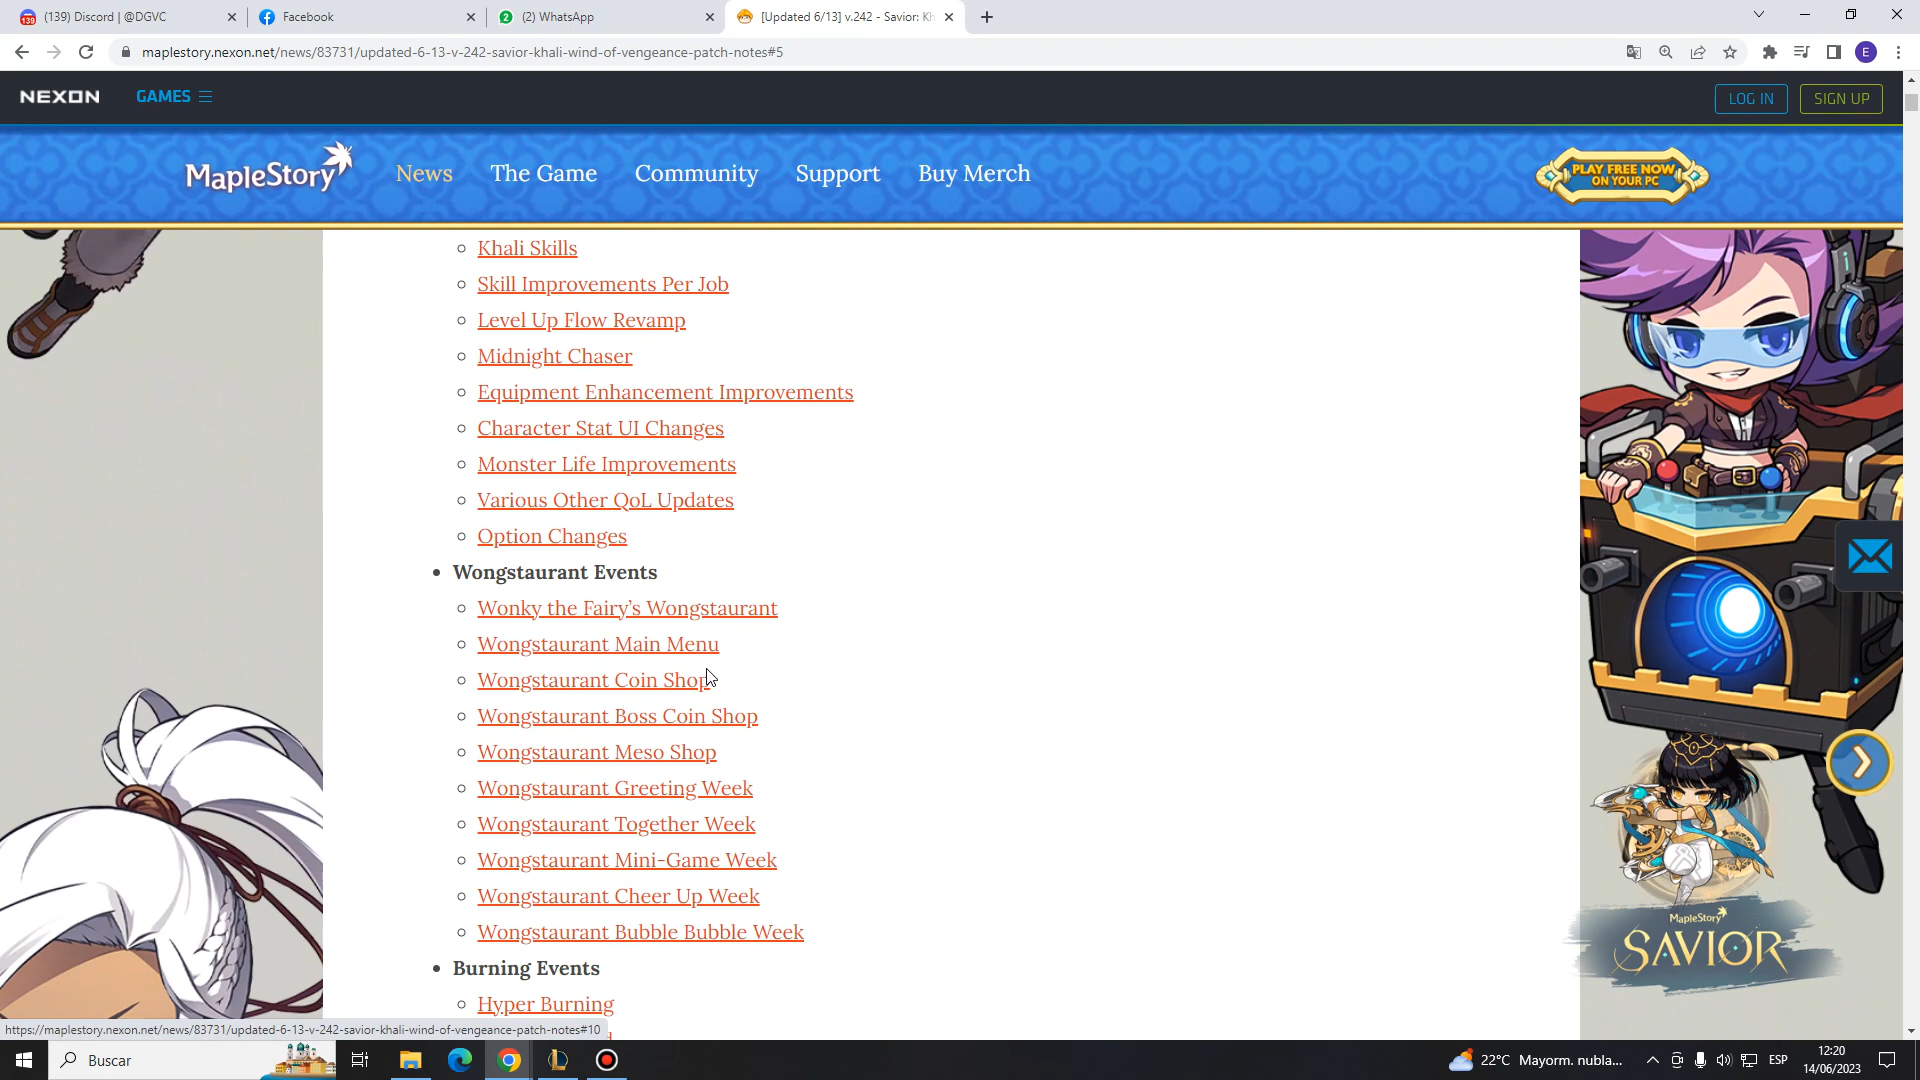 139
(139) Discord | @DGVC
Facebook
2
(2) WhatsApp
[Updated 6/13] v.242 - Savior: Kh
maplestory.nexon.net/news/83731/updated-6-13-v-242-savior-khali-wind-of-vengeance-patch-notes#5
E
NEXON
GAMES
LOG IN
SIGN UP
MapleStory
News
The Game
Community
Support
Buy Merch
PLAY FREE NOW
ON YOUR PC
Khali Skills
Skill Improvements Per Job
Level Up Flow Revamp
Midnight Chaser
Equipment Enhancement Improvements
Character Stat UI Changes
Monster Life Improvements
Various Other QoL Updates
Option Changes
Wongstaurant Events
Wonky the Fairy's Wongstaurant
Wongstaurant Main Menu
Wongstaurant Coin Shop
Wongstaurant Boss Coin Shop
Wongstaurant Meso Shop
Wongstaurant Greeting Week
Wongstaurant Together Week
Wongstaurant Mini-Game Week
Wongstaurant Cheer Up Week
Wongstaurant Bubble Bubble Week
Burning Events
Hyper Burning
MapleStory
SAVIOR
https://maplestory.nexon.net/news/83731/updated-6-13-v-242-savior-khali-wind-of-vengeance-patch-notes#10
Buscar
22°C Mayorm. nubla...
ESP
12:20
14/06/2023